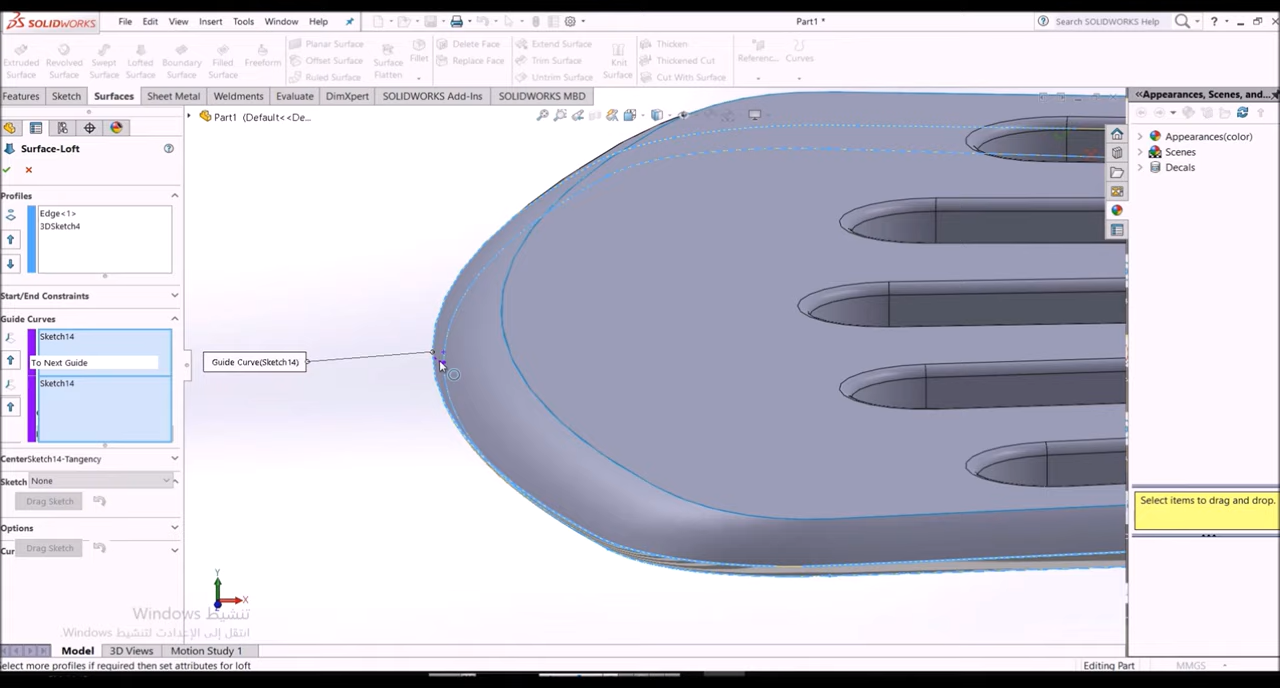 SOLIDWORKS File Edit View Insert Tools Window Help Part1 * Search SOLIDWORKS Help
Extruded Surface
Revolved Surface
Swept Surface
Lofted Surface
Boundary Surface
Filled Surface
Freeform
Planar Surface
Offset Surface
Ruled Surface
Surface Flatten
Fillet
Delete Face
Replace Face
Extend Surface
Trim Surface
Untrim Surface
Knit Surface
Thicken
Thickened Cut
Cut With Surface
Referenc...
Curves
Features Sketch Surfaces Sheet Metal Weldments Evaluate DimXpert SOLIDWORKS Add-Ins SOLIDWORKS MBD
Part1 (Default<<De...
Surface-Loft
Profiles
Edge<1>
3DSketch4
Start/End Constraints
Guide Curves
Sketch14
To Next Guide
Sketch14
CenterSketch14-Tangency
Sketch None
Drag Sketch
Options
Cur Drag Sketch
Guide Curve(Sketch14)
Y
X
تنشيط Windows
انتقل إلى الإعدادات لتنشيط Windows.
<<Appearances, Scenes, and...
Appearances(color)
Scenes
Decals
Select items to drag and drop.
Model 3D Views Motion Study 1
Select more profiles if required then set attributes for loft
Editing Part
MMGS